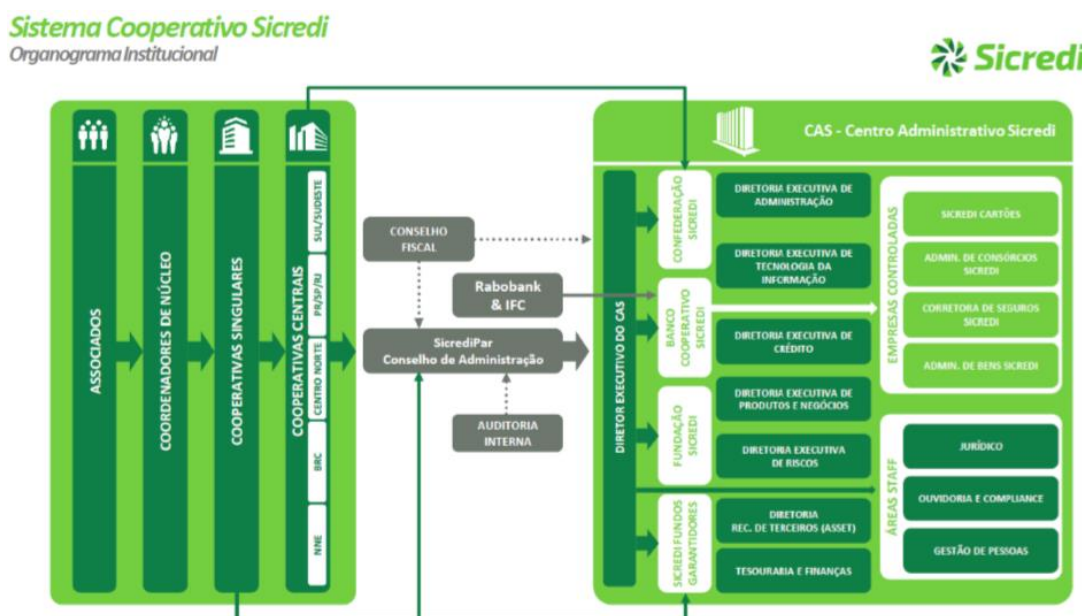 Sistema Cooperativo Sicredi
Organograma Institucional
Sicredi
ASSOCIADOS
COORDENADORES DE NÚCLEO
COOPERATIVAS SINGULARES
COOPERATIVAS CENTRAIS
SUL/SUDESTE
PR/SP/RJ
CENTRO NORTE
BRC
NNE
CONSELHO
FISCAL
Rabobank
& IFC
SicrediPar
Conselho de Administração
AUDITORIA
INTERNA
CAS - Centro Administrativo Sicredi
DIRETOR EXECUTIVO DO CAS
CONFEDERAÇÃO
SICREDI
BANCO
COOPERATIVO
SICREDI
FUNDAÇÃO
SICREDI
SICREDI FUNDOS
GARANTIDORES
DIRETORIA EXECUTIVA DE
ADMINISTRAÇÃO
DIRETORIA EXECUTIVA DE
TECNOLOGIA DA
INFORMAÇÃO
DIRETORIA EXECUTIVA DE
CRÉDITO
DIRETORIA EXECUTIVA DE
PRODUTOS E NEGÓCIOS
DIRETORIA EXECUTIVA
DE RISCOS
DIRETORIA
REC. DE TERCEIROS (ASSET)
TESOURARIA E FINANÇAS
EMPRESAS CONTROLADAS
SICREDI CARTÕES
ADMIN. DE CONSÓRCIOS
SICREDI
CORRETORA DE SEGUROS
SICREDI
ADMIN. DE BENS SICREDI
ÁREAS STAFF
JURÍDICO
OUVIDORIA E COMPLIANCE
GESTÃO DE PESSOAS